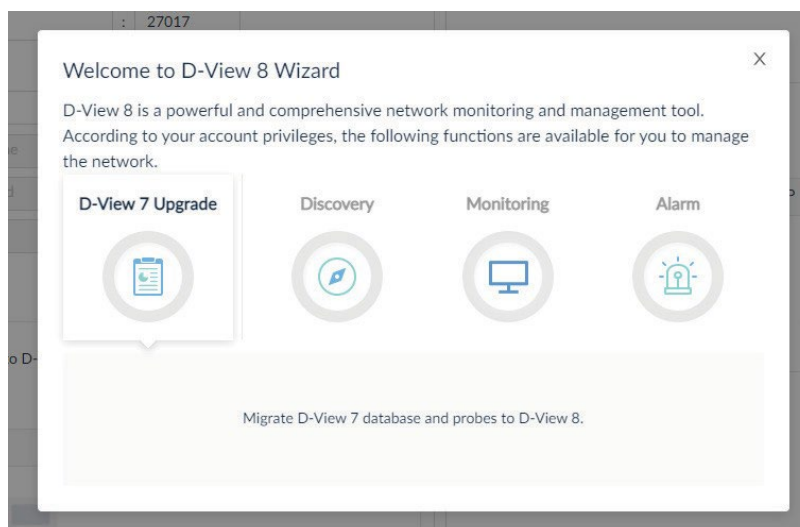 : 27017
Welcome to D-View 8 Wizard
X
D-View 8 is a powerful and comprehensive network monitoring and management tool.
According to your account privileges, the following functions are available for you to manage
the network.
D-View 7 Upgrade
Discovery
Monitoring
Alarm
o D-
Migrate D-View 7 database and probes to D-View 8.